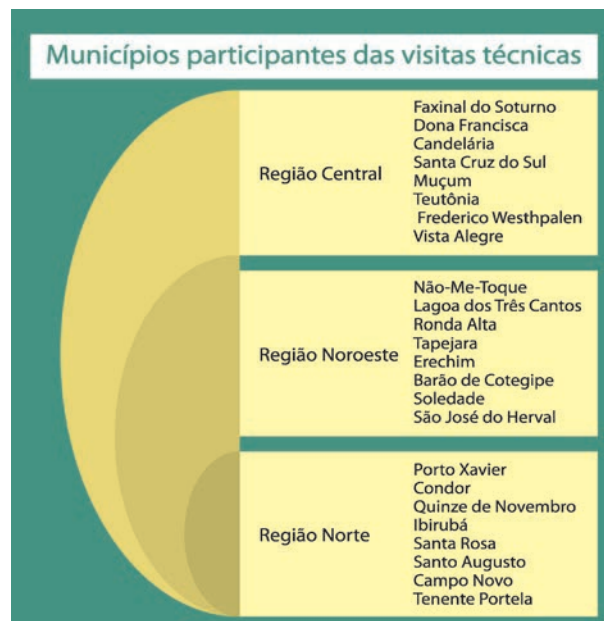 Municípios participantes das visitas técnicas
Região Central
Faxinal do Soturno
Dona Francisca
Candelária
Santa Cruz do Sul
Muçum
Teutônia
Frederico Westhpalen
Vista Alegre
Região Noroeste
Não-Me-Toque
Lagoa dos Três Cantos
Ronda Alta
Tapejara
Erechim
Barão de Cotegipe
Soledade
São José do Herval
Região Norte
Porto Xavier
Condor
Quinze de Novembro
Ibirubá
Santa Rosa
Santo Augusto
Campo Novo
Tenente Portela